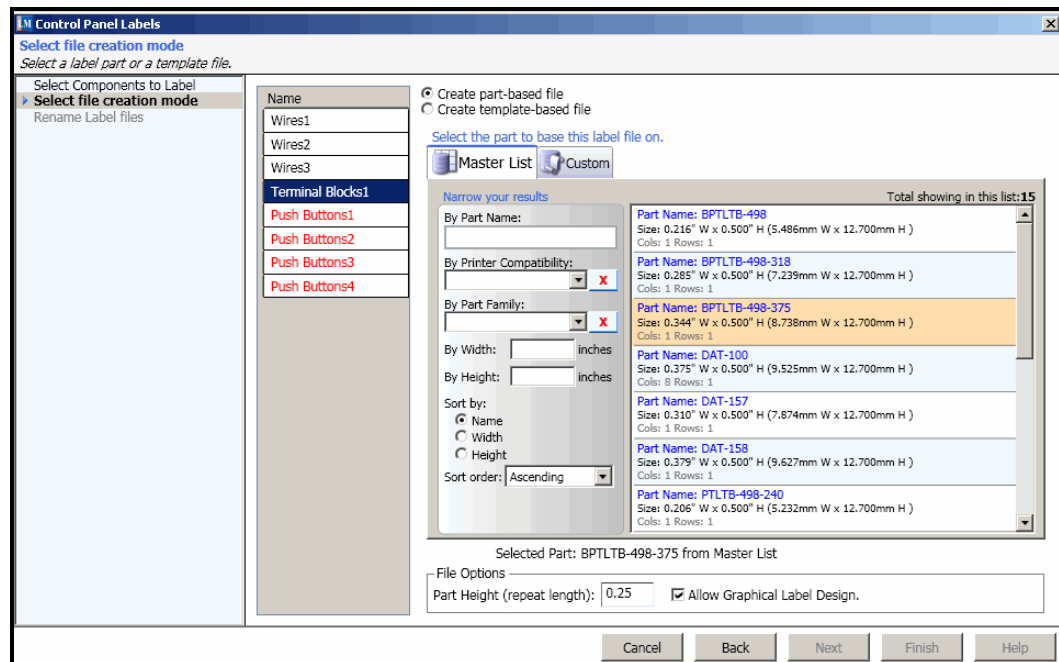 LM Control Panel Labels
Select file creation mode
Select a label part or a template file.
Select Components to Label
Select file creation mode
Rename Label files
Name
Wires1
Wires2
Wires3
Terminal Blocks1
Push Buttons1
Push Buttons2
Push Buttons3
Push Buttons4
Create part-based file
Create template-based file
Select the part to base this label file on.
Master List
Custom
Narrow your results
Total showing in this list:15
By Part Name:
By Printer Compatibility:
X
By Part Family:
X
By Width: inches
By Height: inches
Sort by:
Name
Width
Height
Sort order: Ascending
Part Name: BPTLTB-498
Size: 0.216" W x 0.500" H (5.486mm W x 12.700mm H )
Cols: 1 Rows: 1
Part Name: BPTLTB-498-318
Size: 0.285" W x 0.500" H (7.239mm W x 12.700mm H )
Cols: 1 Rows: 1
Part Name: BPTLTB-498-375
Size: 0.344" W x 0.500" H (8.738mm W x 12.700mm H )
Cols: 1 Rows: 1
Part Name: DAT-100
Size: 0.375" W x 0.500" H (9.525mm W x 12.700mm H )
Cols: 8 Rows: 1
Part Name: DAT-157
Size: 0.310" W x 0.500" H (7.874mm W x 12.700mm H )
Cols: 1 Rows: 1
Part Name: DAT-158
Size: 0.379" W x 0.500" H (9.627mm W x 12.700mm H )
Cols: 1 Rows: 1
Part Name: PTLTB-498-240
Size: 0.206" W x 0.500" H (5.232mm W x 12.700mm H )
Cols: 1 Rows: 1
Selected Part: BPTLTB-498-375 from Master List
File Options
Part Height (repeat length): 0.25 Allow Graphical Label Design.
Cancel
Back
Next
Finish
Help